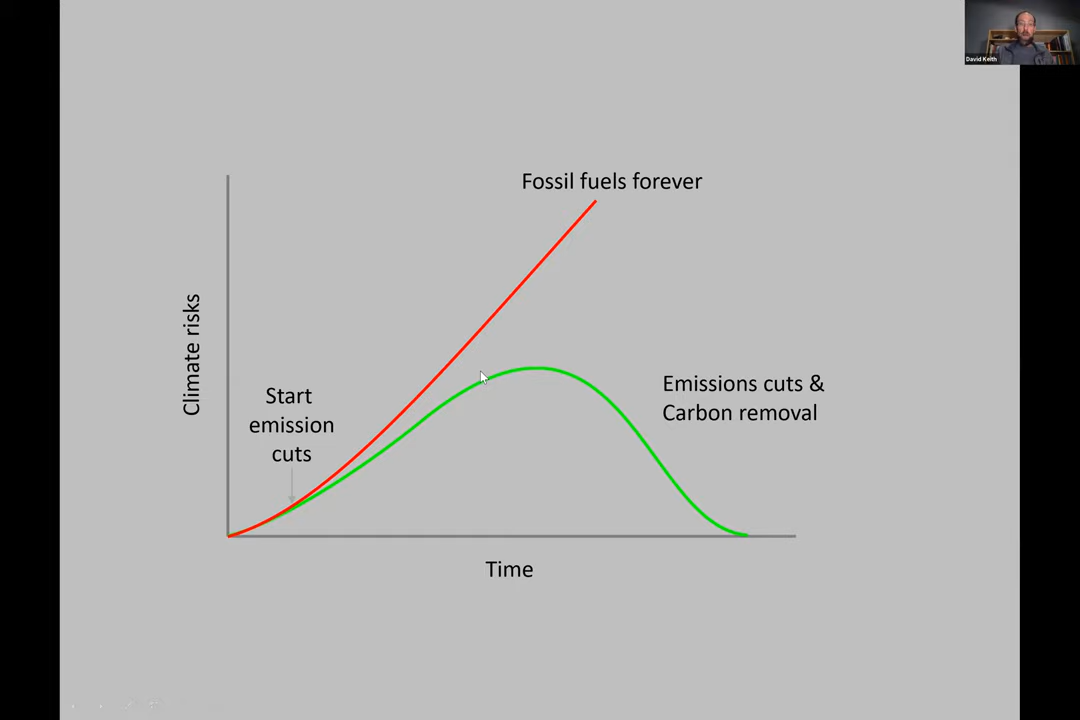 David Keith
Fossil fuels forever
Climate risks
Start
emission
cuts
Emissions cuts &
Carbon removal
Time